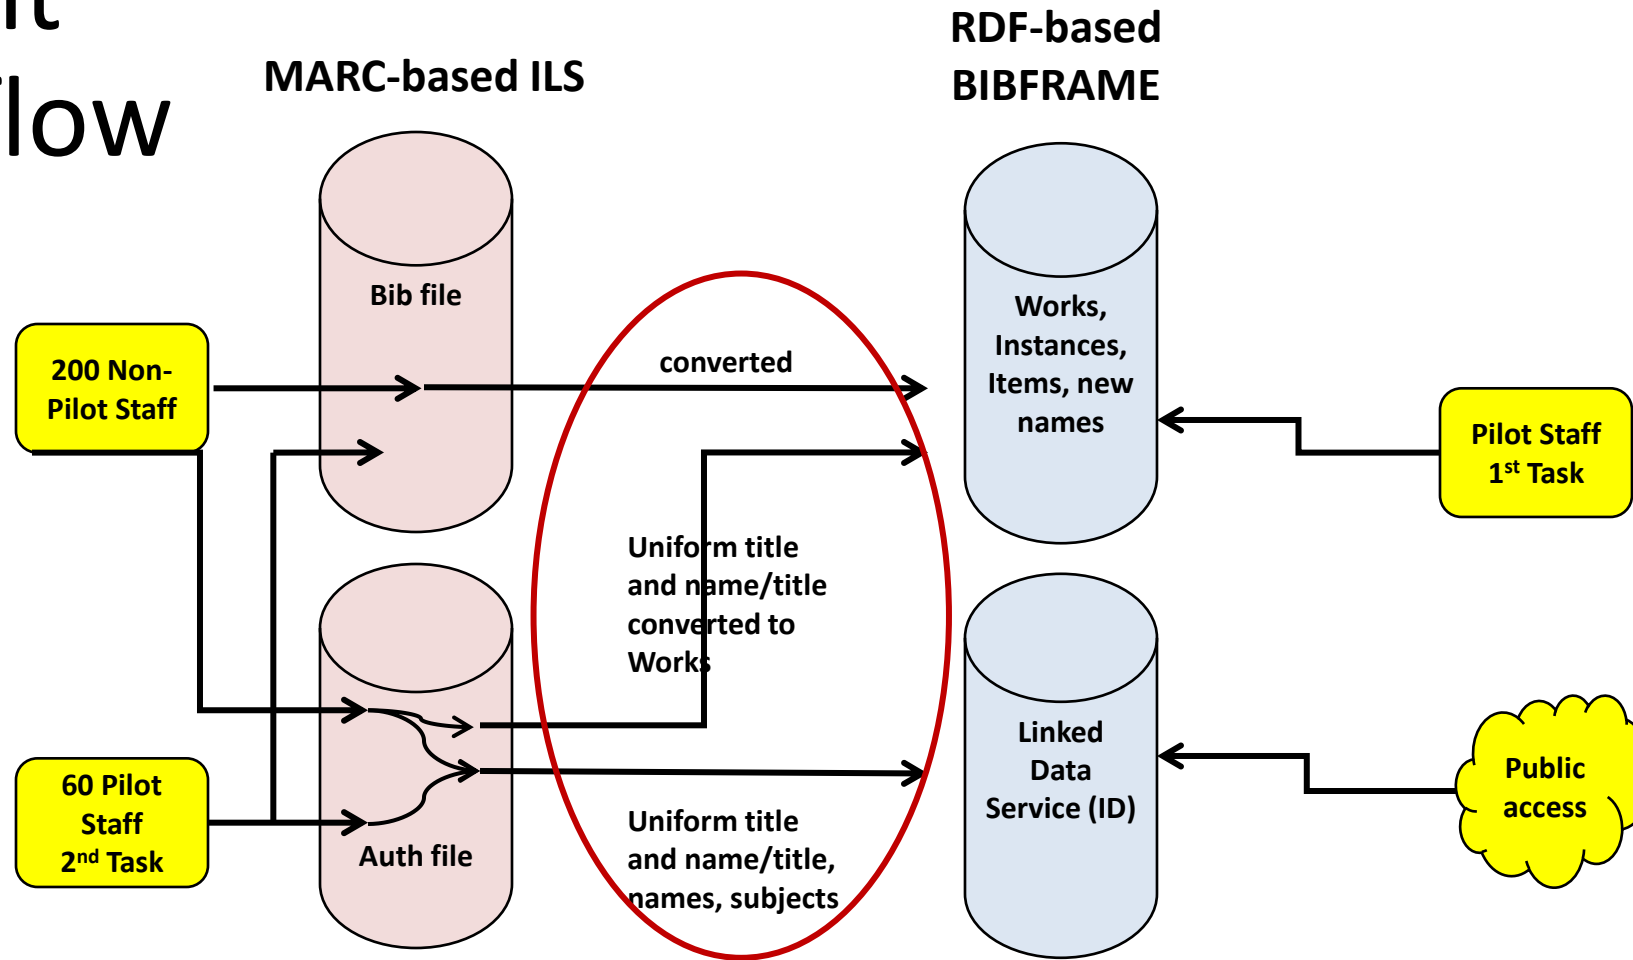 low
MARC-based ILS
RDF-based
BIBFRAME
Bib file
converted
Works,
Instances,
Items, new
names
200 Non-
Pilot Staff
Pilot Staff
1st Task
Uniform title
and name/title
converted to
Works
60 Pilot
Staff
2nd Task
Auth file
Uniform title
and name/title,
names, subjects
Linked
Data
Service (ID)
Public
access